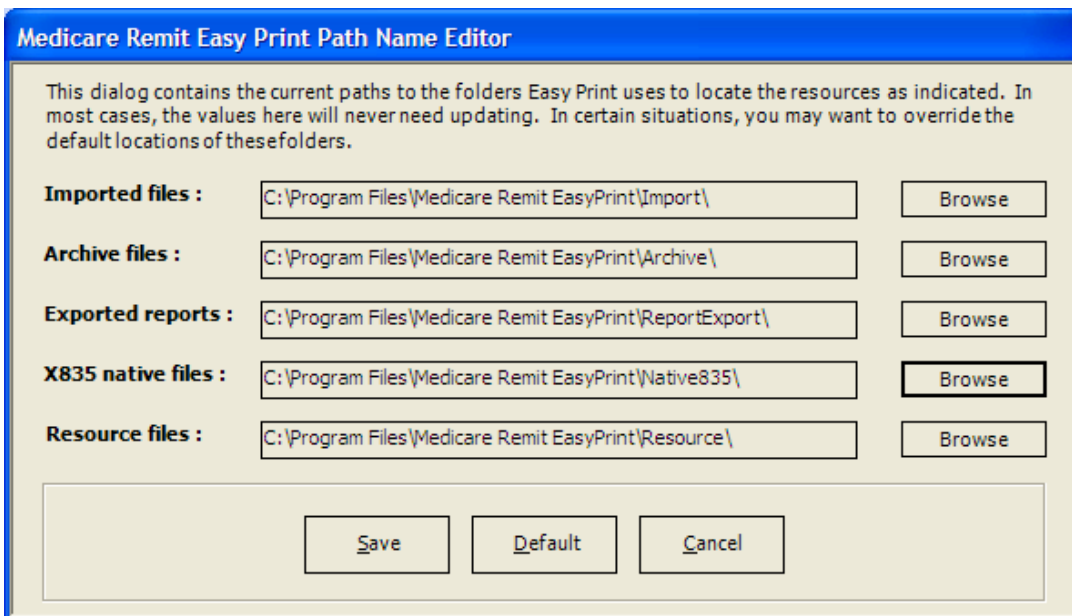 Medicare Remit Easy Print Path Name Editor
This dialog contains the current paths to the folders Easy Print uses to locate the resources as indicated. In
most cases, the values here will never need updating. In certain situations, you may want to override the
default locations of thesefolders.
Imported files : C:\Program Files\Medicare Remit EasyPrint\Import\ Browse
Archive files : C:\Program Files\Medicare Remit EasyPrint\Archive\ Browse
Exported reports : C:\Program Files\Medicare Remit EasyPrint\ReportExport\ Browse
X835 native files : C:\Program Files\Medicare Remit EasyPrint\Native835\ Browse
Resource files : C:\Program Files\Medicare Remit EasyPrint\Resource\ Browse
Save Default Cancel